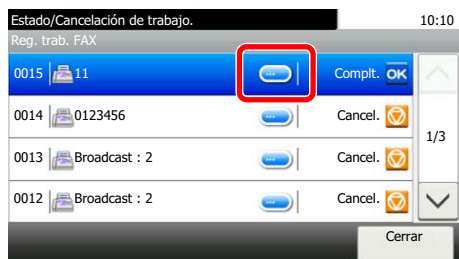 Estado/Cancelación de trabajo. 10:10
Reg. trab. FAX
0015 11 Complt. OK
0014 0123456 Cancel.
0013 Broadcast : 2 Cancel.
1/3
0012 Broadcast : 2 Cancel.
Cerrar